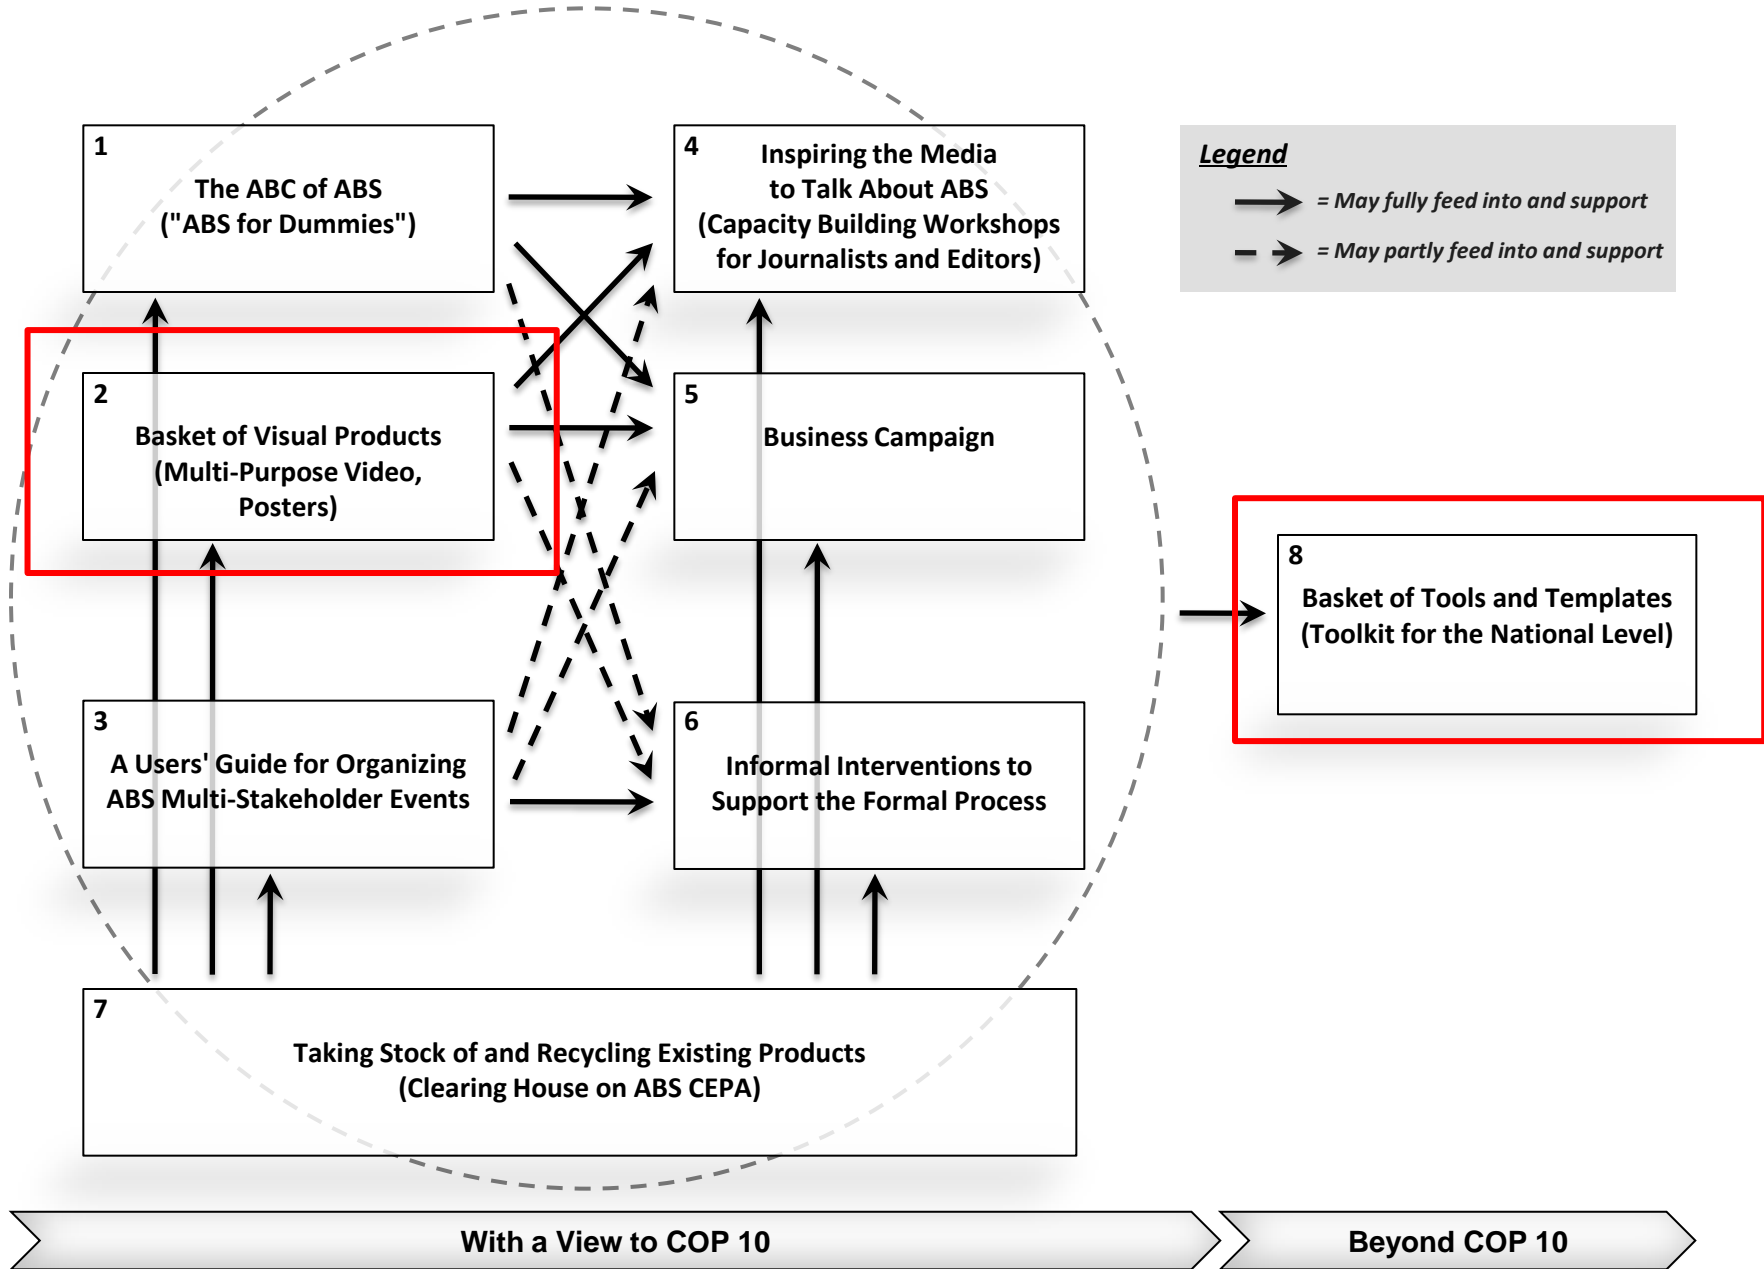 1
The ABC of ABS
("ABS for Dummies")
4
Inspiring the Media
to Talk About ABS
(Capacity Building Workshops
for Journalists and Editors)
Legend
= May fully feed into and support
= May partly feed into and support
2
Basket of Visual Products
(Multi-Purpose Video,
Posters)
5
Business Campaign
8
Basket of Tools and Templates
(Toolkit for the National Level)
3
A Users' Guide for Organizing
ABS Multi-Stakeholder Events
6
Informal Interventions to
Support the Formal Process
7
Taking Stock of and Recycling Existing Products
(Clearing House on ABS CEPA)
With a View to COP 10
Beyond COP 10